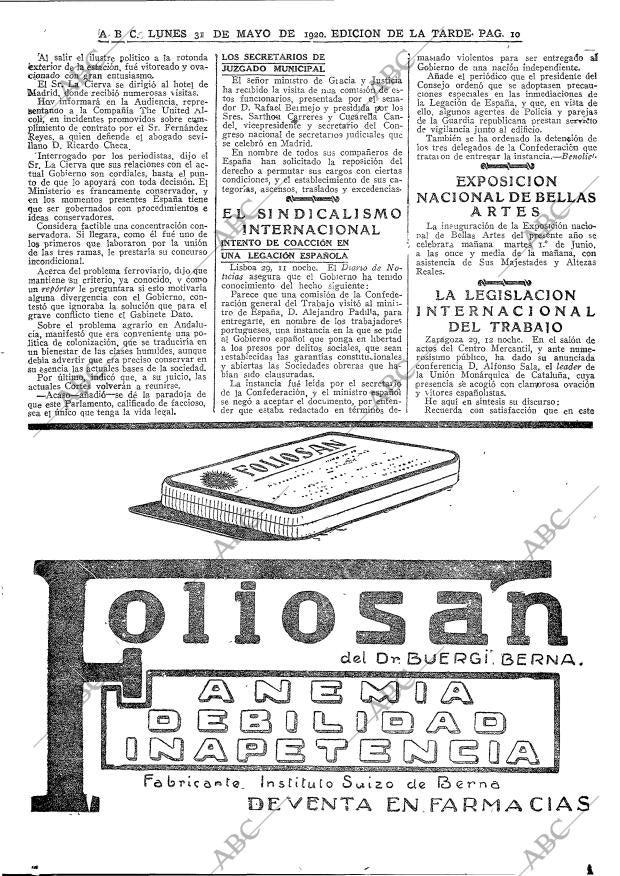 A B C. LUNES 31 DE MAYO DE 1920. EDICION DE LA TARDE. PAG. 10
Al salir el ilustre político a la rotonda
exterior de la estación, fué vitoreado y ova-
cionado con gran entusiasmo.
El Sr. La Cierva se dirigió al hotel de
Madrid, donde recibió numerosas visitas.
Hoy informará en la Audiencia, repre-
sentando a la Compañía The United Al-
coli, en incidentes promovidos sobre cum-
plimiento de contrato por el Sr. Fernández
Reyes, a quien defiende el abogado sevi-
llano D. Ricardo Checa.
Interrogado por los periodistas, dijo el
Sr. La Cierva que sus relaciones con el ac-
tual Gobierno son cordiales, hasta el pun-
to de que lo apoyará con toda decisión. El
Ministerio es francamente conservador, y
en los momentos presentes España tiene
que ser gobernados con procedimientos e
ideas conservadores.
Considera factible una concentración con-
servadora. Si llegara, como él fué uno de
los primeros que laboraron por la unión
de las tres ramas, le prestaría su concurso
incondicional.
Acerca del problema ferroviario, dijo que
mantiene su criterio, ya conocido, y como
un repórter le preguntara si esto motivaría
alguna divergencia con el Gobierno, con-
testó que ignoraba la solución que para el
grave conflicto tiene el Gabinete Dato.
Sobre el problema agrario en Andalu-
cía, manifestó que era conveniente una po-
lítica de colonización, que se traduciría en
un bienestar de las clases humildes, aunque
debía advertir que era preciso conservar en
su esencia las actuales bases de la sociedad.
Por último, indicó que, a su juicio, las
actuales Cortes volverán a reunirse.
—Acaso—añadió—se dé la paradoja de
que este Parlamento, calificado de faccioso,
sea el único que tenga la vida legal.
LOS SECRETARIOS DE
JUZGADO MUNICIPAL
El señor ministro de Gracia y Justicia
ha recibido la visita de una comisión de es-
tos funcionarios, presentada por el sena-
dor D. Rafael Bermejo y presidida por los
Sres. Sarthou Carreres y Cucarella Can-
del, vicepresidente y secretario del Con-
greso nacional de secretarios judiciales que
se celebró en Madrid.
En nombre de todos sus compañeros de
España han solicitado la reposición del
derecho a permutar sus cargos con ciertas
condiciones, y el establecimiento de sus ca-
tegorías, ascensos, traslados y excedencias.
EL SINDICALISMO
INTERNACIONAL
INTENTO DE COACCIÓN EN
UNA LEGACIÓN ESPAÑOLA
Lisboa 29, 11 noche. El Diario de No-
ticias asegura que el Gobierno ha tenido
conocimiento del hecho siguiente:
Parece que una comisión de la Confede-
ración general del Trabajo visitó al minis-
tro de España, D. Alejandro Padilla, para
entregarle, en nombre de los trabajadores
portugueses, una instancia en la que se pide
al Gobierno español que ponga en libertad
a los presos por delitos sociales, que sean
restablecidas las garantías constitucionales
y abiertas las Sociedades obreras que ha-
bían sido clausuradas.
La instancia fué leída por el secretario
de la Confederación, y el ministro español
se negó a aceptar el documento, por enten-
der que estaba redactado en términos de-
masiado violentos para ser entregado al
Gobierno de una nación independiente.
Añade el periódico que el presidente del
Consejo ordenó que se adoptasen precau-
ciones especiales en las inmediaciones de
la Legación de España, y que, en vista de
ello, algunos agentes de Policía y parejas
de la Guardia republicana prestan servicio
de vigilancia junto al edificio.
También se ha ordenado la detención de
los tres delegados de la Confederación que
trataron de entregar la instancia.—Benoliel.
EXPOSICION
NACIONAL DE BELLAS
ARTES
La inauguración de la Exposición nacio-
nal de Bellas Artes del presente año se
celebrará mañana martes 1.º de Junio,
a las once y media de la mañana, con
asistencia de Sus Majestades y Altezas
Reales.
LA LEGISLACION
INTERNACIONAL
DEL TRABAJO
Zaragoza 29, 12 noche. En el salón de
actos del Centro Mercantil, y ante nume-
rosísimo público, ha dado su anunciada
conferencia D. Alfonso Sala, el leader de
la Unión Monárquica de Cataluña, cuya
presencia se acogió con clamorosa ovación
y vítores españolistas.
He aquí en síntesis su discurso:
Recuerda con satisfacción que en este
FOLIOSAN
Foliosan
del Dr. BUERGI. BERNA.
ANEMIA
DEBILIDAD
INAPETENCIA
Fabricante. Instituto Suizo de Berna
DE VENTA EN FARMACIAS